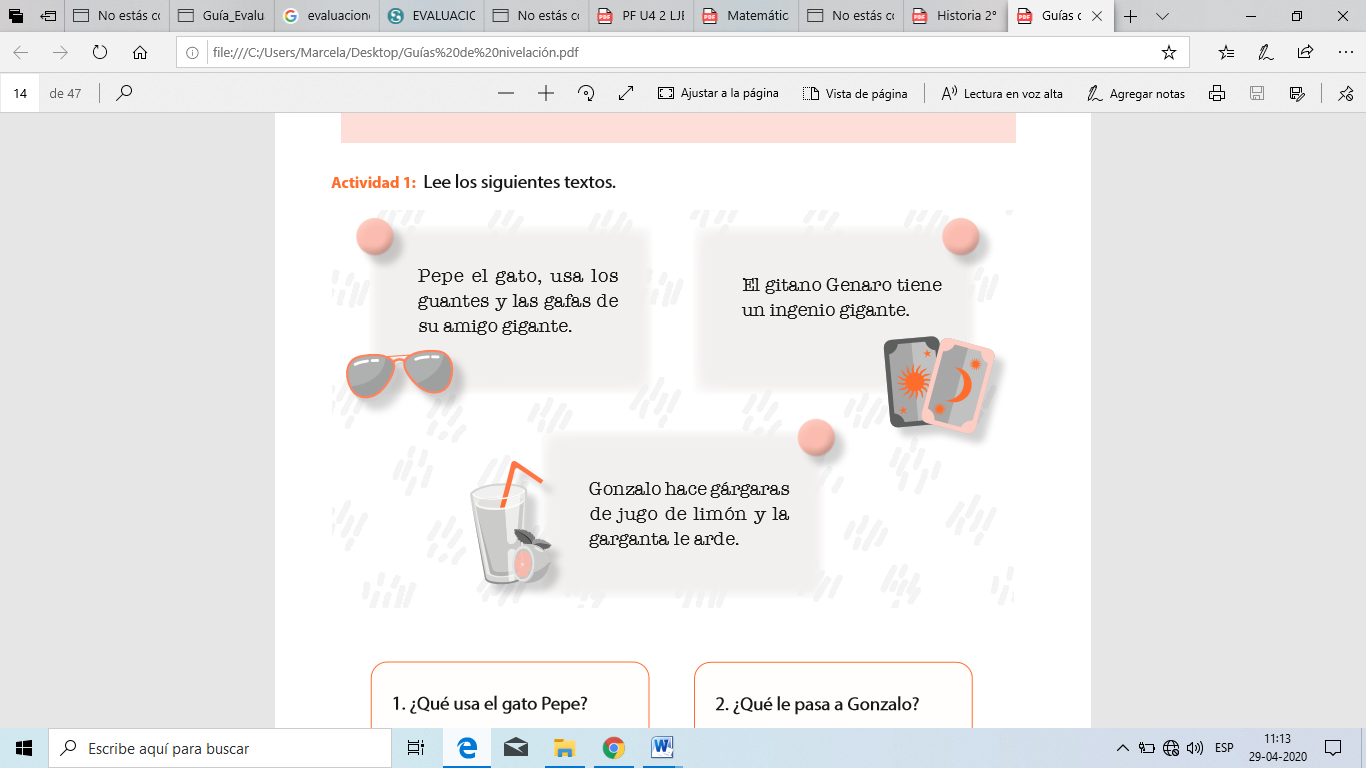 No estás co
Guía_Evalu
evaluacione
EVALUACIO
No estás co
PF U4 2 LJE
Matemátic
No estás co
Historia 2°
Guías d
file:///C:/Users/Marcela/Desktop/Guías%20de%20nivelación.pdf
14 de 47
Ajustar a la página
Vista de página
Lectura en voz alta
Agregar notas
Actividad 1: Lee los siguientes textos.
Pepe el gato, usa los
guantes y las gafas de
su amigo gigante.
El gitano Genaro tiene
un ingenio gigante.
Gonzalo hace gárgaras
de jugo de limón y la
garganta le arde.
1. ¿Qué usa el gato Pepe?
2. ¿Qué le pasa a Gonzalo?
Escribe aquí para buscar
ESP
11:13
29-04-2020